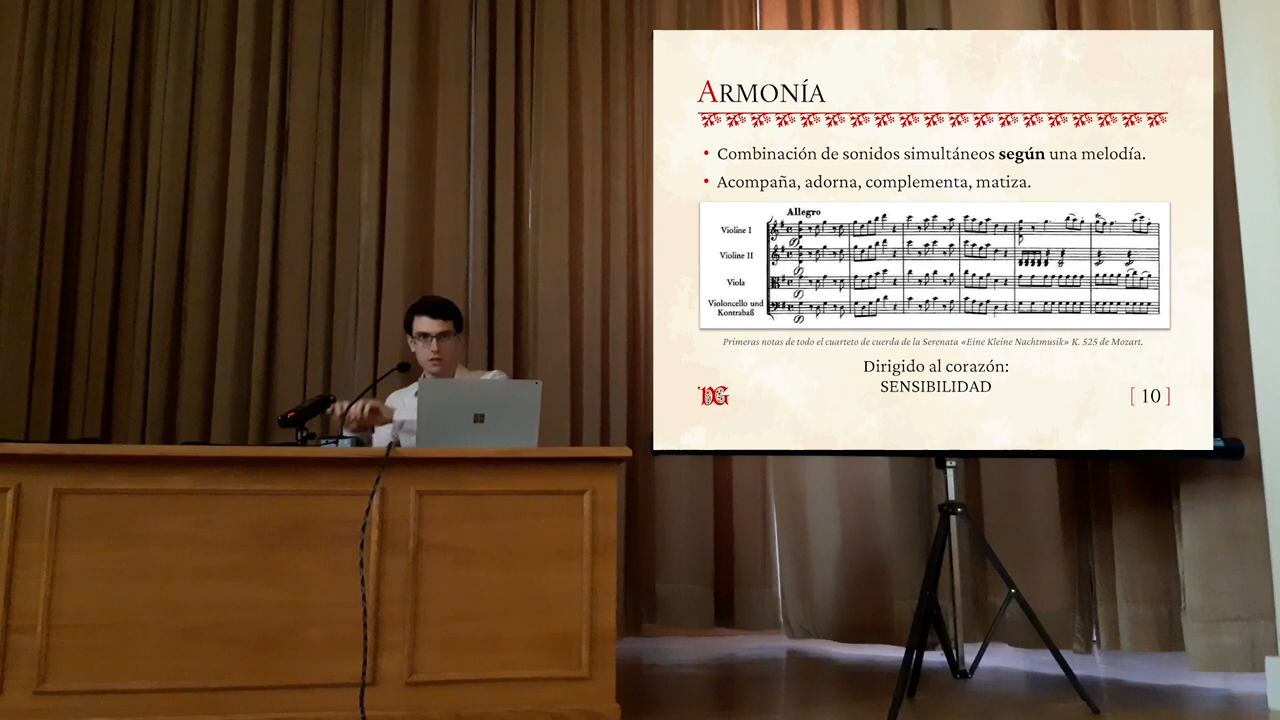 ARMONÍA
• Combinación de sonidos simultáneos según una melodía.
• Acompaña, adorna, complementa, matiza.
Allegro
Violine I
Violine II
Viola
Violoncello und
Kontrabaß
Primeras notas de todo el cuarteto de cuerda de la Serenata «Eine Kleine Nachtmusik» K. 525 de Mozart.
Dirigido al corazón:
SENSIBILIDAD
[ 10 ]